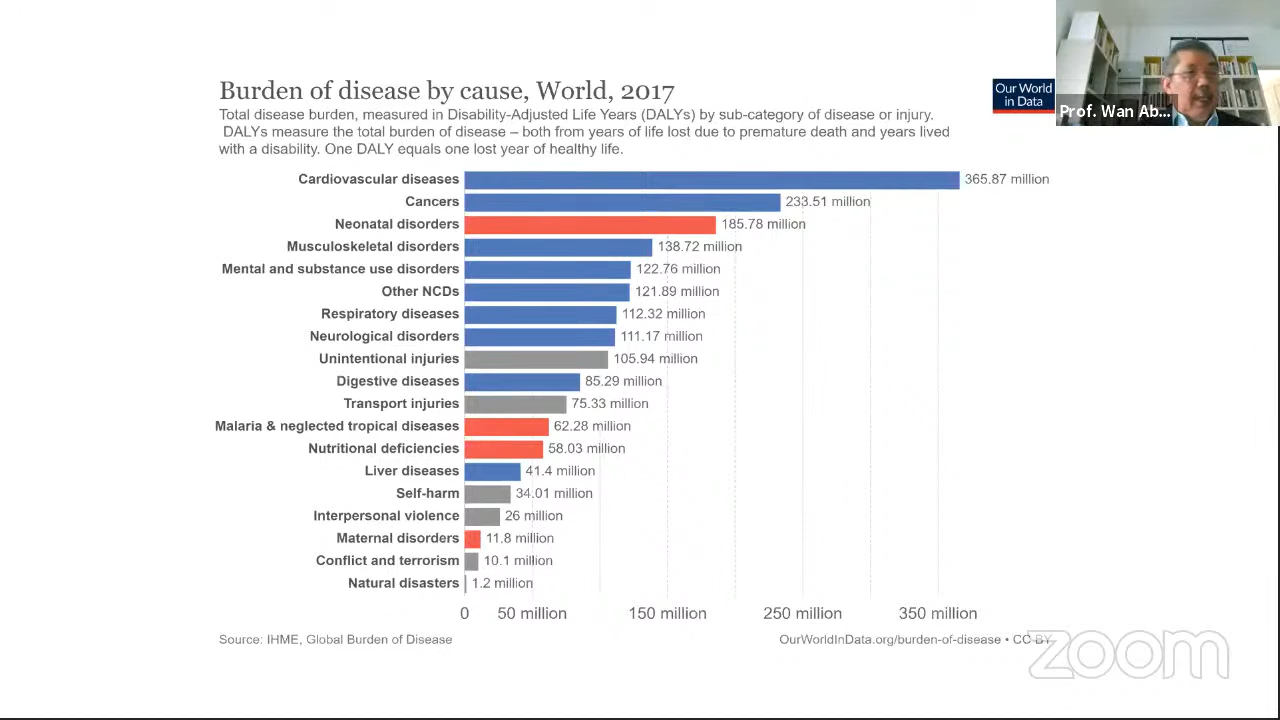 Burden of disease by cause, World, 2017
Total disease burden, measured in Disability-Adjusted Life Years (DALYs) by sub-category of disease or injury.
DALYs measure the total burden of disease – both from years of life lost due to premature death and years lived
with a disability. One DALY equals one lost year of healthy life.
Our World
in Data
Prof. Wan Ab...
Cardiovascular diseases 365.87 million
Cancers 233.51 million
Neonatal disorders 185.78 million
Musculoskeletal disorders 138.72 million
Mental and substance use disorders 122.76 million
Other NCDs 121.89 million
Respiratory diseases 112.32 million
Neurological disorders 111.17 million
Unintentional injuries 105.94 million
Digestive diseases 85.29 million
Transport injuries 75.33 million
Malaria & neglected tropical diseases 62.28 million
Nutritional deficiencies 58.03 million
Liver diseases 41.4 million
Self-harm 34.01 million
Interpersonal violence 26 million
Maternal disorders 11.8 million
Conflict and terrorism 10.1 million
Natural disasters 1.2 million
0 50 million 150 million 250 million 350 million
Source: IHME, Global Burden of Disease OurWorldInData.org/burden-of-disease • CC BY
zoom